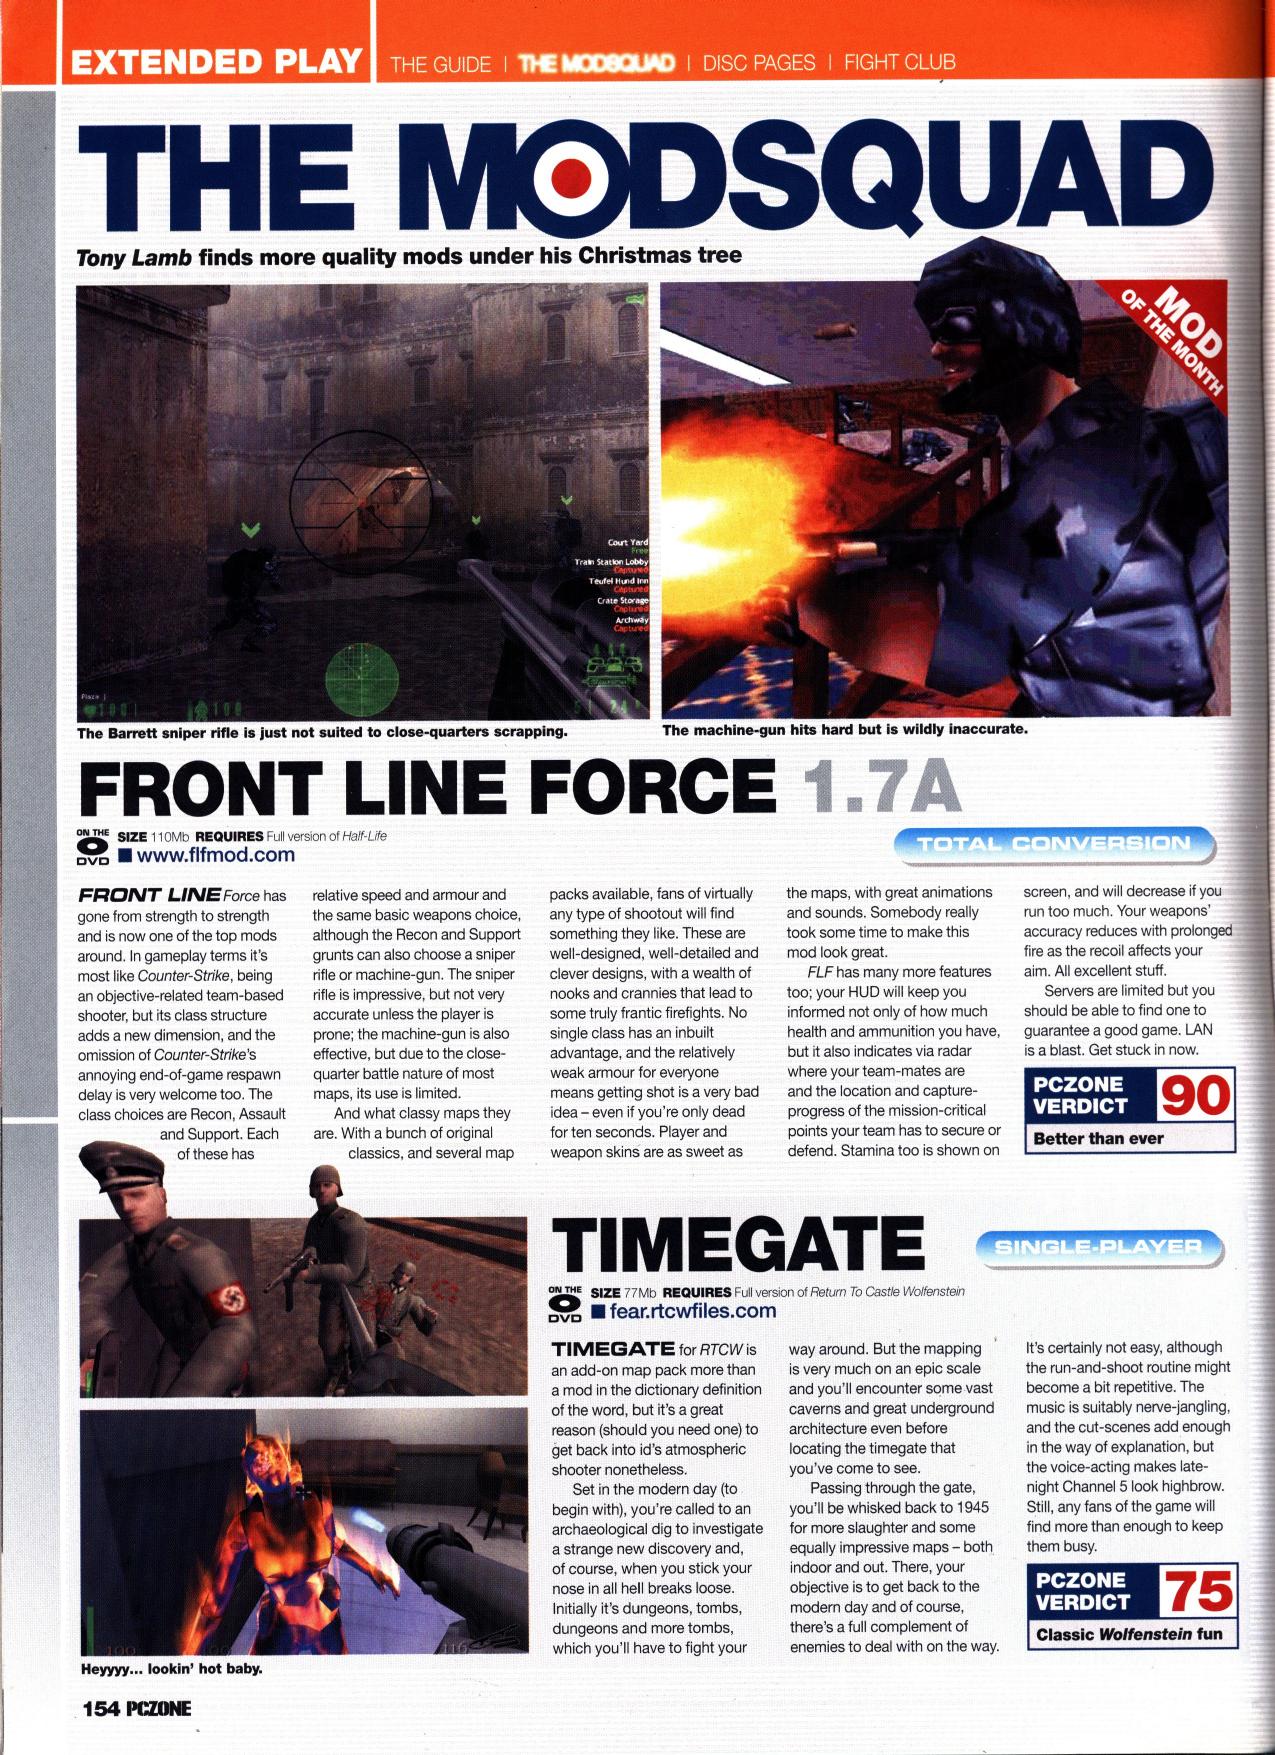 EXTENDED PLAY
THE GUIDE | THE MODSQUAD | DISC PAGES | FIGHT CLUB
THE MODSQUAD
Tony Lamb finds more quality mods under his Christmas tree
MOD
OF THE MONTH
Court Yard
Free
Train Station Lobby
Captured
Teufel Hund Inn
Captured
Crate Storage
Captured
Archway
Captured
Plaza
100
100
The Barrett sniper rifle is just not suited to close-quarters scrapping.
The machine-gun hits hard but is wildly inaccurate.
FRONT LINE FORCE 1.7A
ON THE
DVD
SIZE 110Mb REQUIRES Full version of Half-Life
www.flfmod.com
TOTAL CONVERSION
FRONT LINE Force has
gone from strength to strength
and is now one of the top mods
around. In gameplay terms it's
most like Counter-Strike, being
an objective-related team-based
shooter, but its class structure
adds a new dimension, and the
omission of Counter-Strike's
annoying end-of-game respawn
delay is very welcome too. The
class choices are Recon, Assault
and Support. Each
of these has
relative speed and armour and
the same basic weapons choice,
although the Recon and Support
grunts can also choose a sniper
rifle or machine-gun. The sniper
rifle is impressive, but not very
accurate unless the player is
prone; the machine-gun is also
effective, but due to the close-
quarter battle nature of most
maps, its use is limited.
And what classy maps they
are. With a bunch of original
classics, and several map
packs available, fans of virtually
any type of shootout will find
something they like. These are
well-designed, well-detailed and
clever designs, with a wealth of
nooks and crannies that lead to
some truly frantic firefights. No
single class has an inbuilt
advantage, and the relatively
weak armour for everyone
means getting shot is a very bad
idea – even if you're only dead
for ten seconds. Player and
weapon skins are as sweet as
the maps, with great animations
and sounds. Somebody really
took some time to make this
mod look great.
FLF has many more features
too; your HUD will keep you
informed not only of how much
health and ammunition you have,
but it also indicates via radar
where your team-mates are
and the location and capture-
progress of the mission-critical
points your team has to secure or
defend. Stamina too is shown on
screen, and will decrease if you
run too much. Your weapons'
accuracy reduces with prolonged
fire as the recoil affects your
aim. All excellent stuff.
Servers are limited but you
should be able to find one to
guarantee a good game. LAN
is a blast. Get stuck in now.
PCZONE
VERDICT
90
Better than ever
TIMEGATE
SINGLE-PLAYER
ON THE
DVD
SIZE 77Mb REQUIRES Full version of Return To Castle Wolfenstein
fear.rtcwfiles.com
TIMEGATE for RTCW is
an add-on map pack more than
a mod in the dictionary definition
of the word, but it's a great
reason (should you need one) to
get back into id's atmospheric
shooter nonetheless.
Set in the modern day (to
begin with), you're called to an
archaeological dig to investigate
a strange new discovery and,
of course, when you stick your
nose in all hell breaks loose.
Initially it's dungeons, tombs,
dungeons and more tombs,
which you'll have to fight your
way around. But the mapping
is very much on an epic scale
and you'll encounter some vast
caverns and great underground
architecture even before
locating the timegate that
you've come to see.
Passing through the gate,
you'll be whisked back to 1945
for more slaughter and some
equally impressive maps – both
indoor and out. There, your
objective is to get back to the
modern day and of course,
there's a full complement of
enemies to deal with on the way.
It's certainly not easy, although
the run-and-shoot routine might
become a bit repetitive. The
music is suitably nerve-jangling,
and the cut-scenes add enough
in the way of explanation, but
the voice-acting makes late-
night Channel 5 look highbrow.
Still, any fans of the game will
find more than enough to keep
them busy.
PCZONE
VERDICT
75
Classic Wolfenstein fun
100
116
Heyyyy... lookin' hot baby.
154 PCZONE